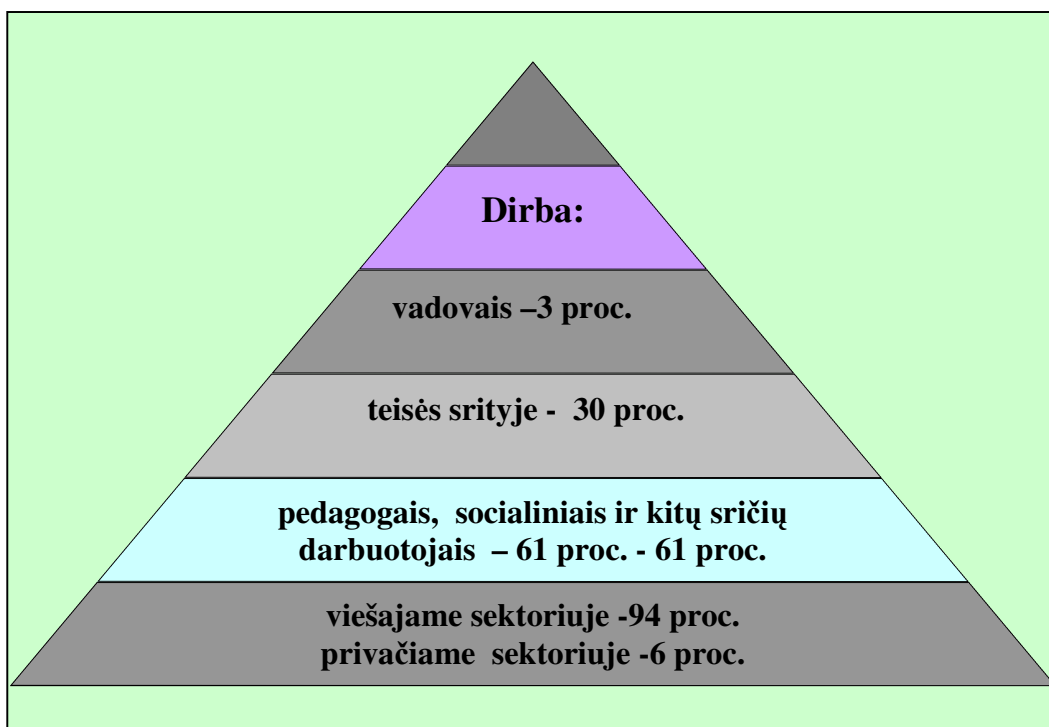 Dirba:
vadovais –3 proc.
teisės srityje - 30 proc.
pedagogais, socialiniais ir kitų sričių
darbuotojais – 61 proc. - 61 proc.
viešajame sektoriuje -94 proc.
privačiame sektoriuje -6 proc.